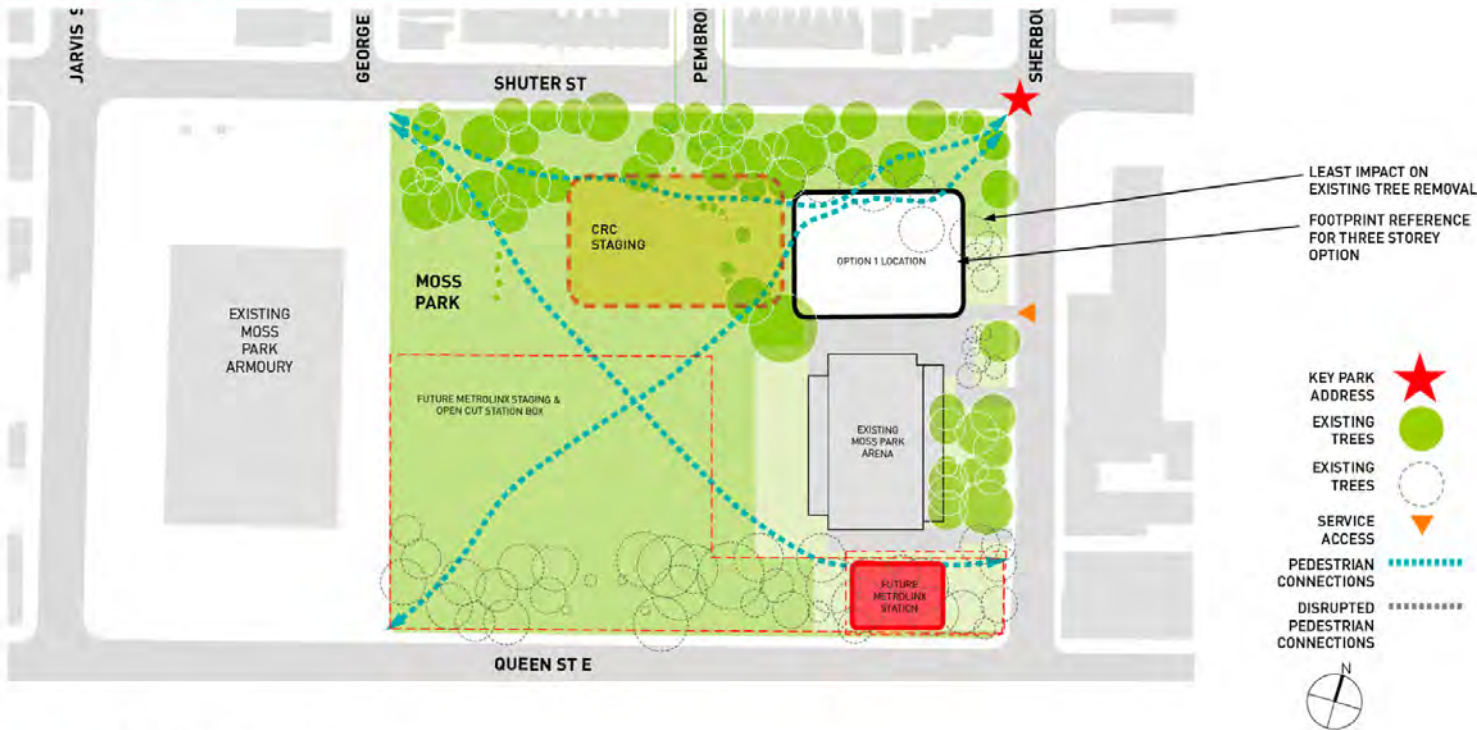 JARVIS S
GEORGE
PEMBRO
SHERBOU
SHUTER ST
LEAST IMPACT ON
EXISTING TREE REMOVAL
FOOTPRINT REFERENCE
FOR THREE STOREY
OPTION
CRC
STAGING
OPTION 1 LOCATION
MOSS
PARK
EXISTING
MOSS
PARK
ARMOURY
FUTURE METROLINX STAGING &
OPEN CUT STATION BOX
EXISTING
MOSS PARK
ARENA
KEY PARK
ADDRESS
EXISTING
TREES
EXISTING
TREES
SERVICE
ACCESS
PEDESTRIAN
CONNECTIONS
DISRUPTED
PEDESTRIAN
CONNECTIONS
FUTURE
METROLINX
STATION
QUEEN ST E
N